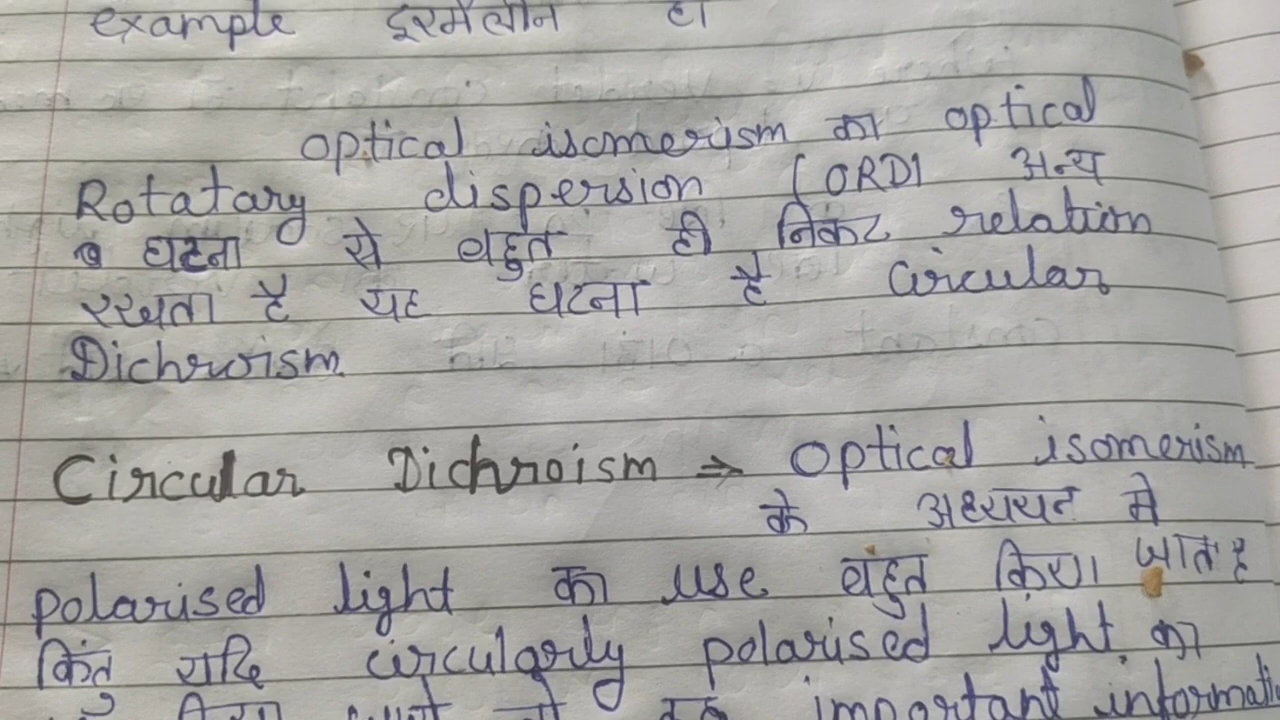 example इरमैलीन है।
optical isomerism का optical
Rotatary dispersion (ORD) अन्य
घटना से बहुत ही निकट relation
रखता है यह घटना है Circular
Dichroism
Circular Dichroism → Optical isomerism
के अध्ययन मे
polarised light का use बहुत किया जाता है
किंतु यदि circularly polarised light का
किया जाये तो important informati